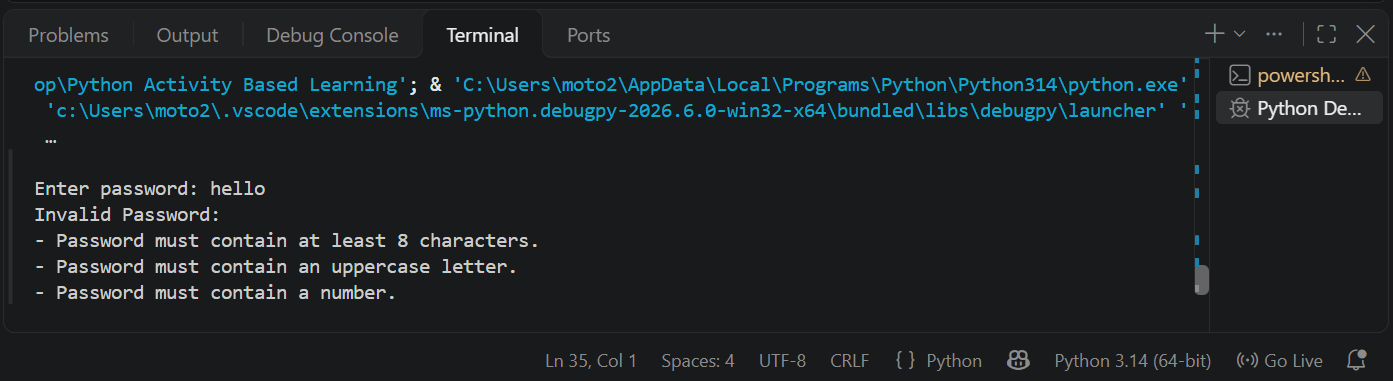 Problems Output Debug Console Terminal Ports
op\Python Activity Based Learning'; & 'C:\Users\moto2\AppData\Local\Programs\Python\Python314\python.exe'
'c:\Users\moto2\.vscode\extensions\ms-python.debugpy-2026.6.0-win32-x64\bundled\libs\debugpy\launcher' '
…
Enter password: hello
Invalid Password:
- Password must contain at least 8 characters.
- Password must contain an uppercase letter.
- Password must contain a number.
powersh...
Python De...
Ln 35, Col 1 Spaces: 4 UTF-8 CRLF {} Python Python 3.14 (64-bit) Go Live